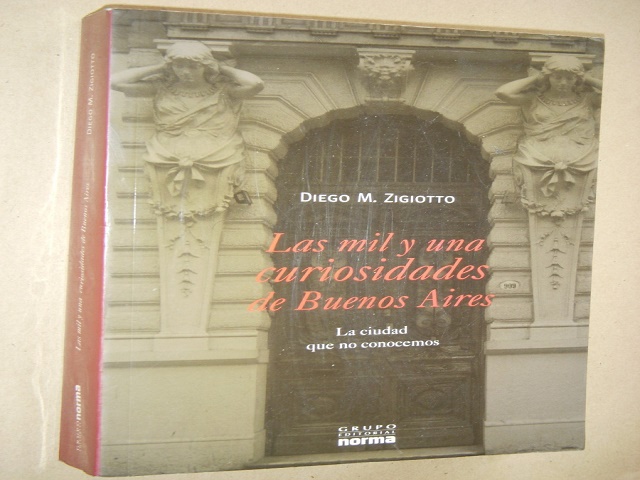 DIEGO M. ZIGIOTTO
Las mil y una
curiosidades
de Buenos Aires
La ciudad
que no conocemos
GRUPO
EDITORIAL
norma
DIEGO M. ZIGIOTTO
Las mil y una curiosidades de Buenos Aires
norma